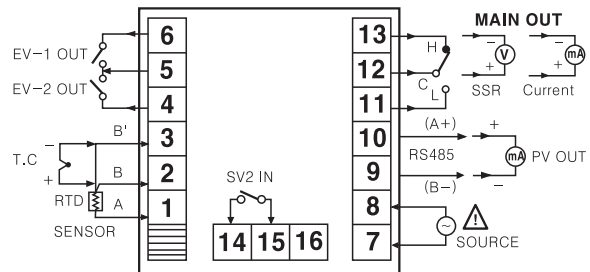 MAIN OUT
EV-1 OUT
EV-2 OUT
6
5
4
3
2
1
T.C
−
+
B'
B
A
RTD
SENSOR
SV2 IN
14 15 16
13
12
11
10
9
8
7
H
C
L
−
V
+
SSR
−
mA
+
Current
(A+)
RS485
(B−)
+
mA
−
PV OUT
~
!
SOURCE